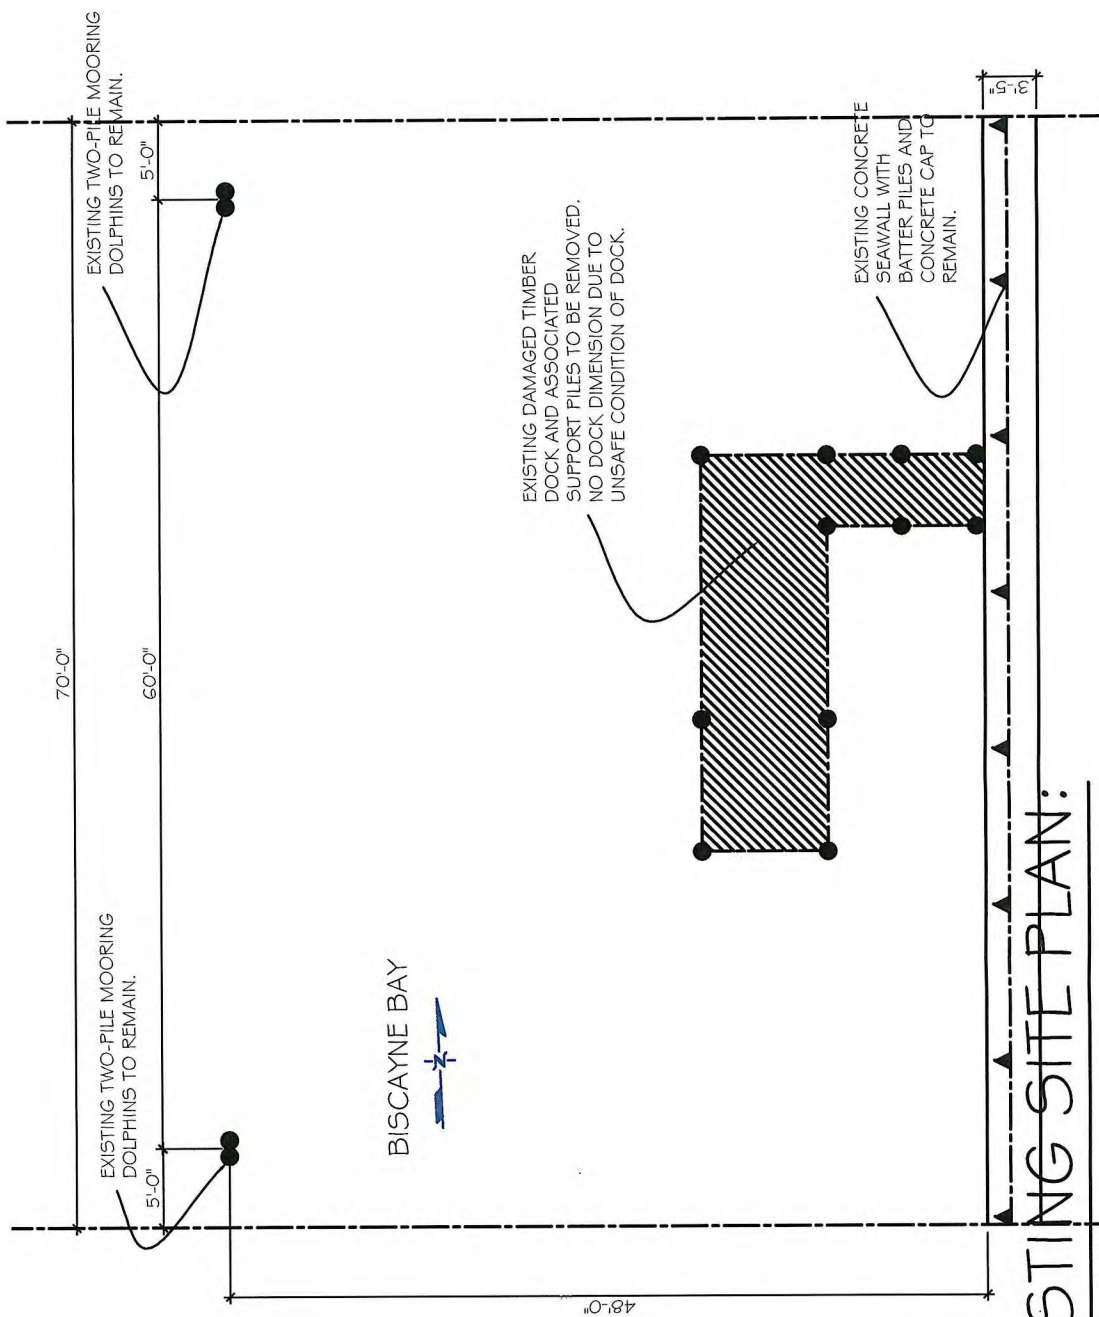 70'-0"
EXISTING TWO-PILE MOORING
DOLPHINS TO REMAIN.
EXISTING TWO-PILE MOORING
DOLPHINS TO REMAIN.
5'-0"
60'-0"
5'-0"
BISCAYNE BAY
N
48'-0"
EXISTING DAMAGED TIMBER
DOCK AND ASSOCIATED
SUPPORT PILES TO BE REMOVED.
NO DOCK DIMENSION DUE TO
UNSAFE CONDITION OF DOCK.
EXISTING CONCRETE
SEAWALL WITH
BATTER PILES AND
CONCRETE CAP TO
REMAIN.
3'-5"
STING SITE PLAN: